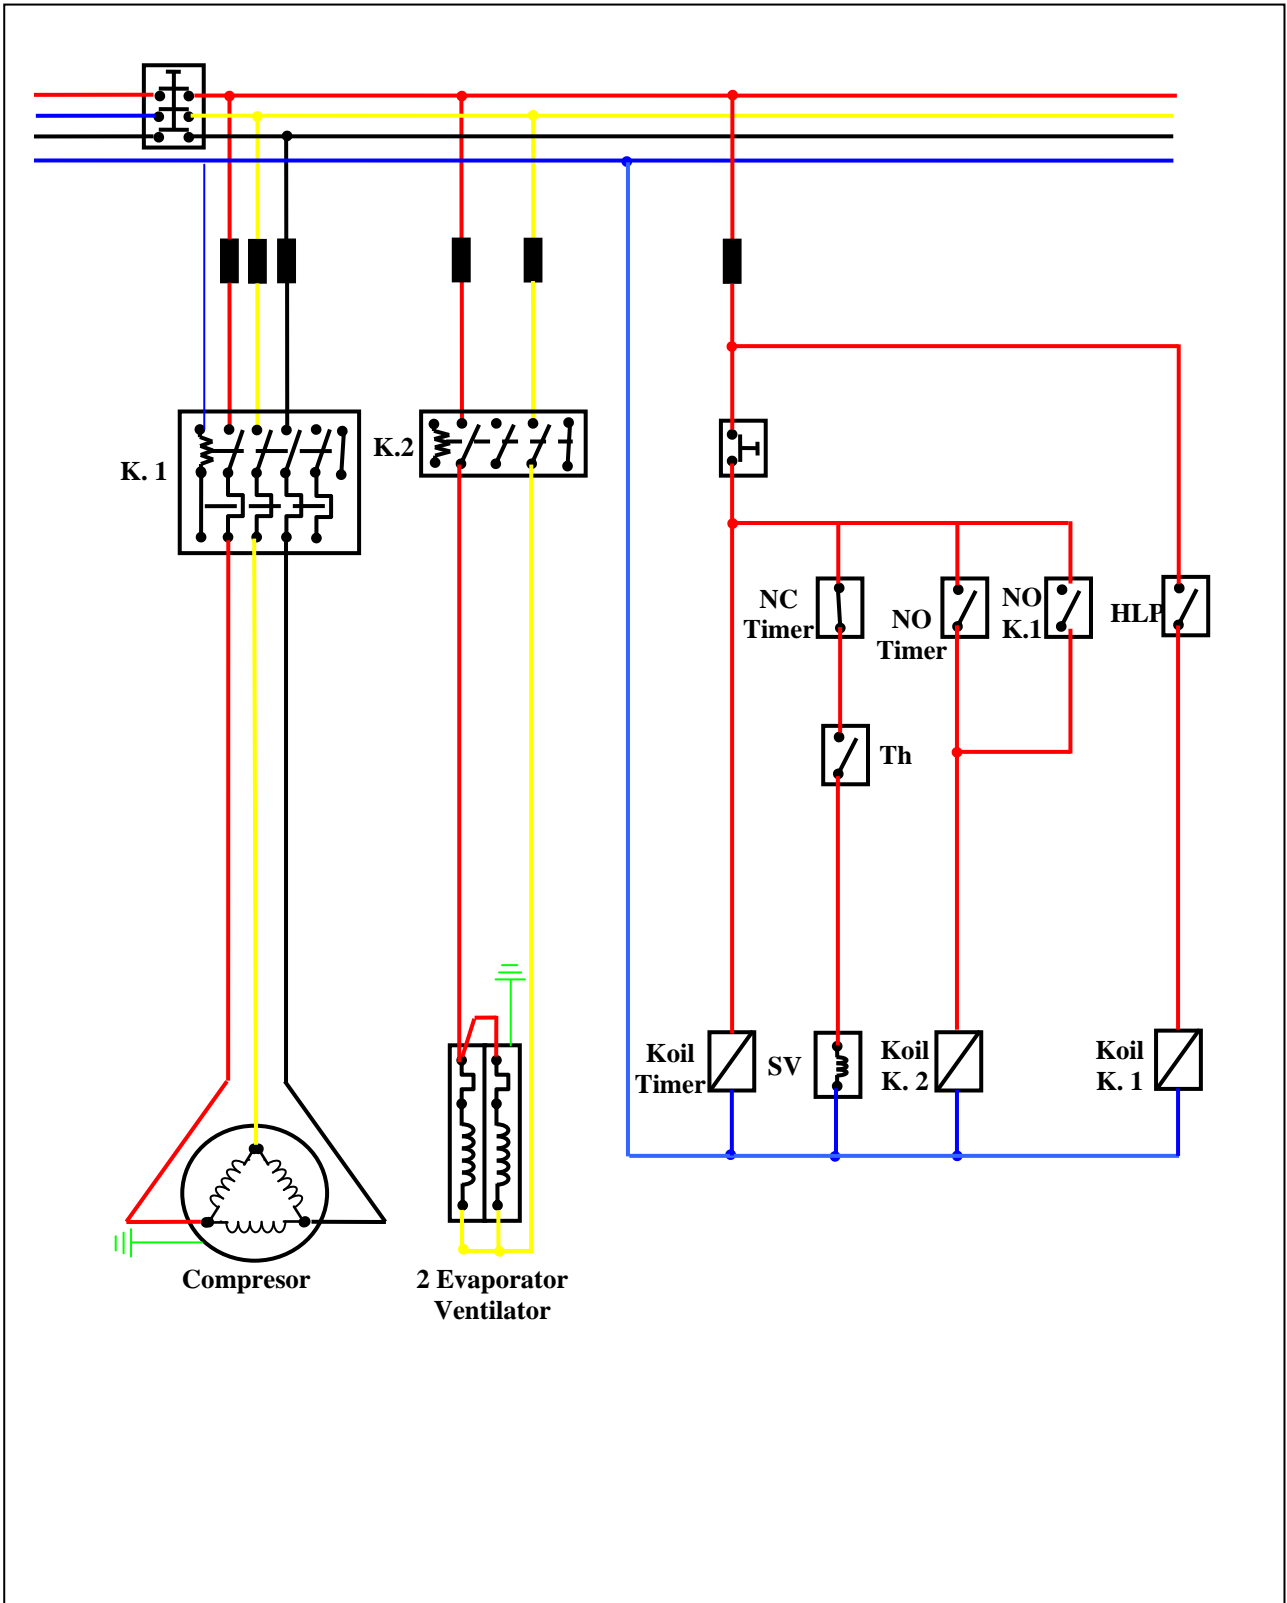 K. 1
K.2
NC
Timer
NO
Timer
NO
K.1
HLP
Th
Koil
Timer
SV
Koil
K. 2
Koil
K. 1
Compresor
2 Evaporator
Ventilator